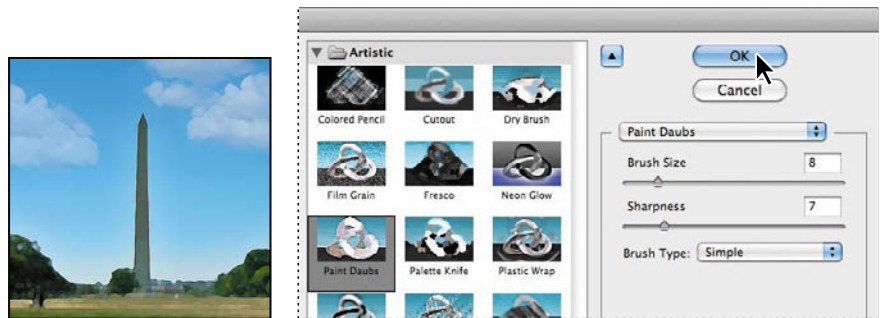 Artistic
Colored Pencil
Cutout
Dry Brush
Film Grain
Fresco
Neon Glow
Paint Daubs
Palette Knife
Plastic Wrap
OK
Cancel
Paint Daubs
Brush Size 8
Sharpness 7
Brush Type: Simple